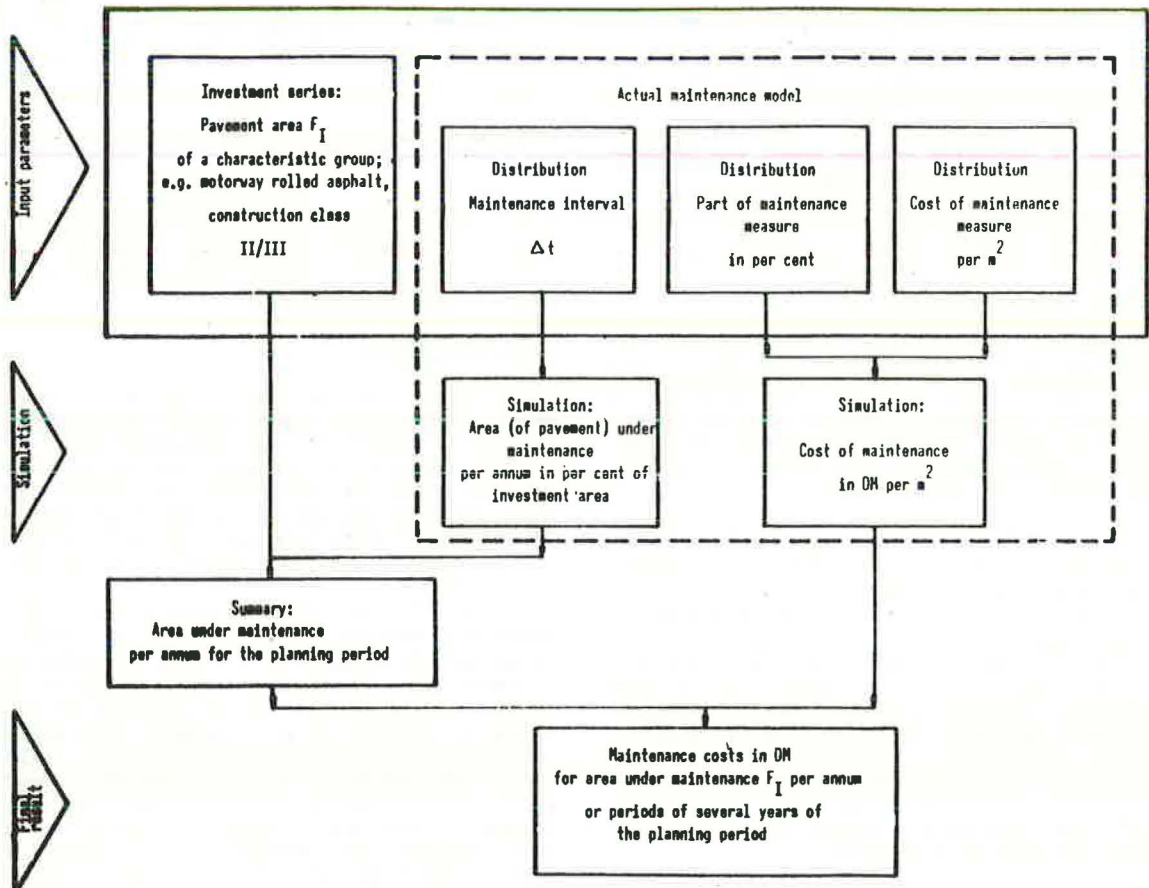 Input parameters
Investment series:
Pavement area F_I
of a characteristic group;
e.g. motorway rolled asphalt,
construction class
II/III
Actual maintenance model
Distribution
Maintenance interval
Δt
Distribution
Part of maintenance
measure
in per cent
Distribution
Cost of maintenance
measure
per m²
Simulation
Simulation:
Area (of pavement) under
maintenance
per annum in per cent of
investment area
Simulation:
Cost of maintenance
in DM per m²
Summary:
Area under maintenance
per annum for the planning period
Final
result
Maintenance costs in DM
for area under maintenance F_I per annum
or periods of several years of
the planning period